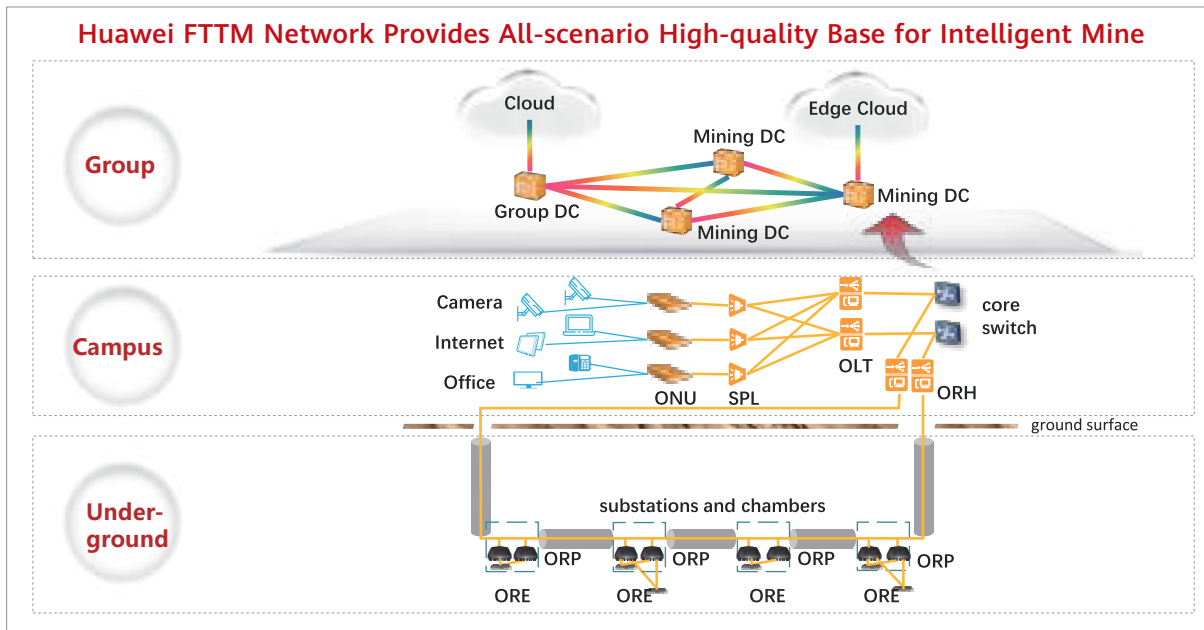 Huawei FTTM Network Provides All-scenario High-quality Base for Intelligent Mine
Group
Cloud
Edge Cloud
Mining DC
Group DC
Mining DC
Mining DC
Campus
Camera
Internet
Office
ONU
SPL
OLT
ORH
core
switch
ground surface
Under-
ground
substations and chambers
ORP
ORP
ORP
ORP
ORE
ORE
ORE
ORE